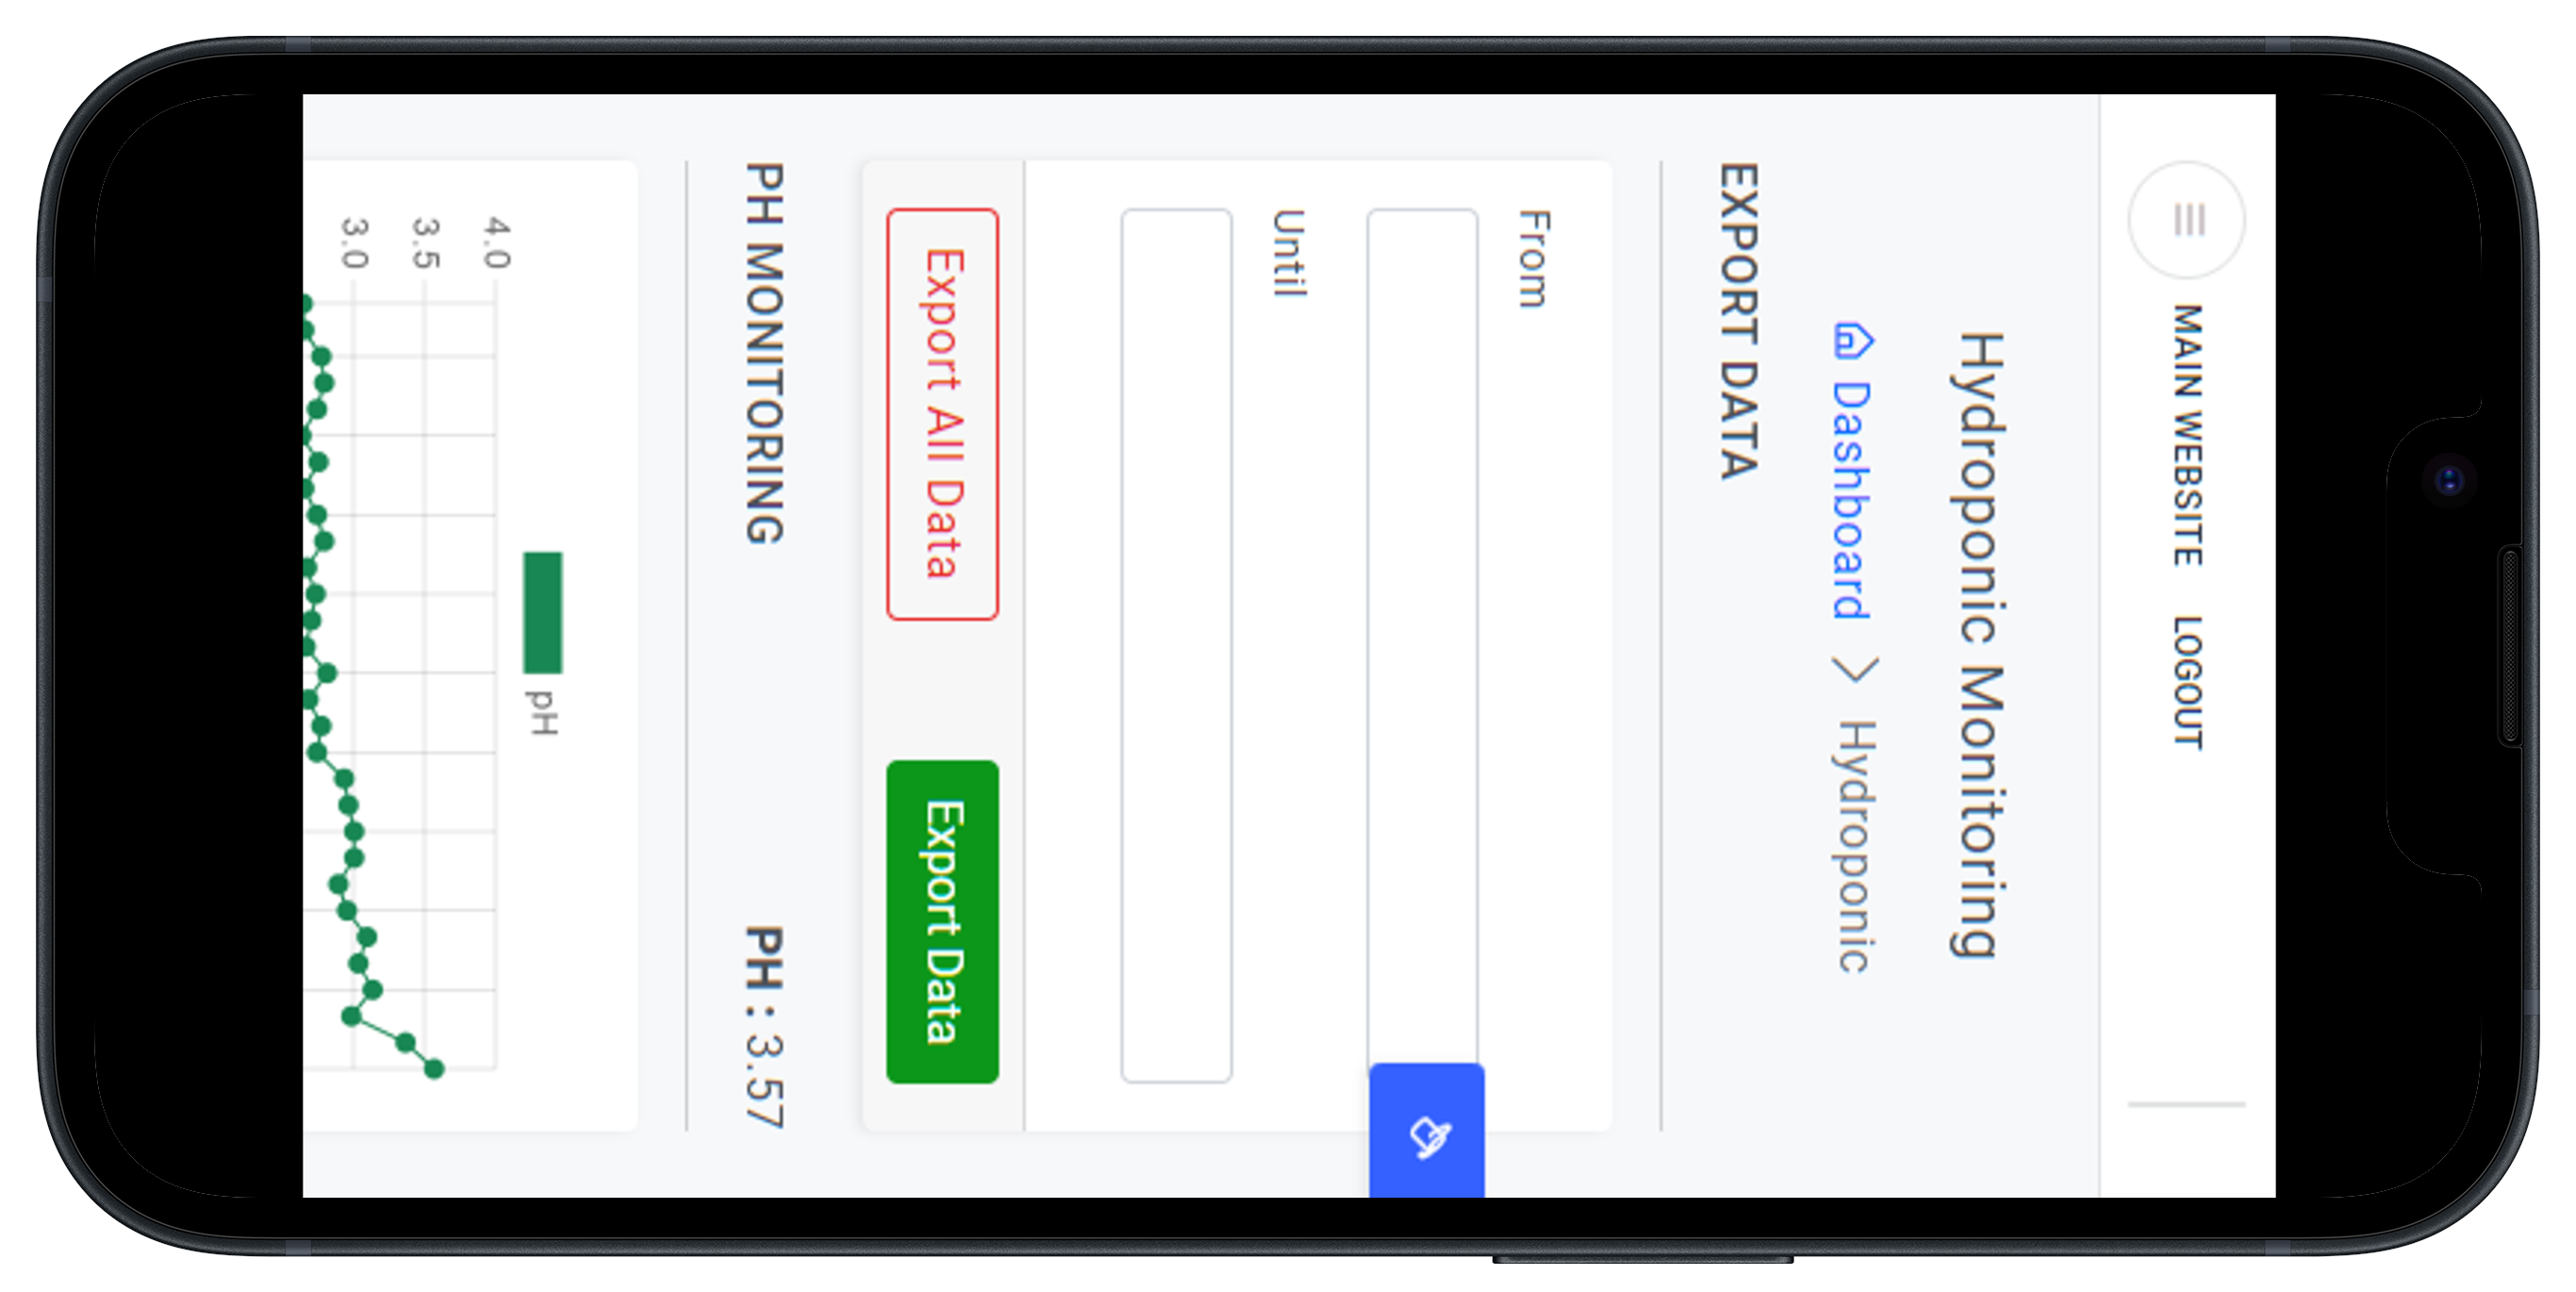 MAIN WEBSITE LOGOUT
Hydroponic Monitoring
Dashboard > Hydroponic
EXPORT DATA
From
Until
Export All Data Export Data
PH MONITORING PH : 3.57
pH
4.0
3.5
3.0